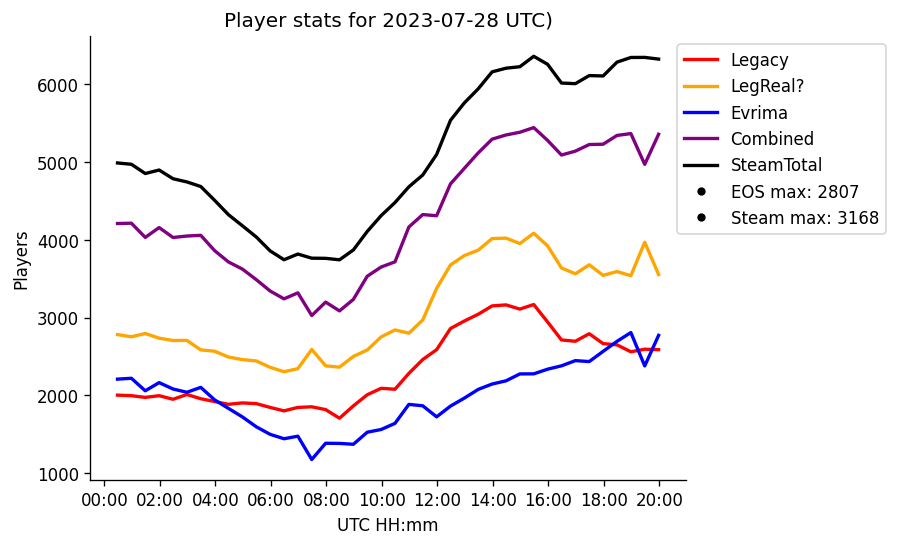 Player stats for 2023-07-28 UTC)
Legacy
LegReal?
Evrima
Combined
SteamTotal
EOS max: 2807
Steam max: 3168
Players
6000
5000
4000
3000
2000
1000
00:00 02:00 04:00 06:00 08:00 10:00 12:00 14:00 16:00 18:00 20:00
UTC HH:mm